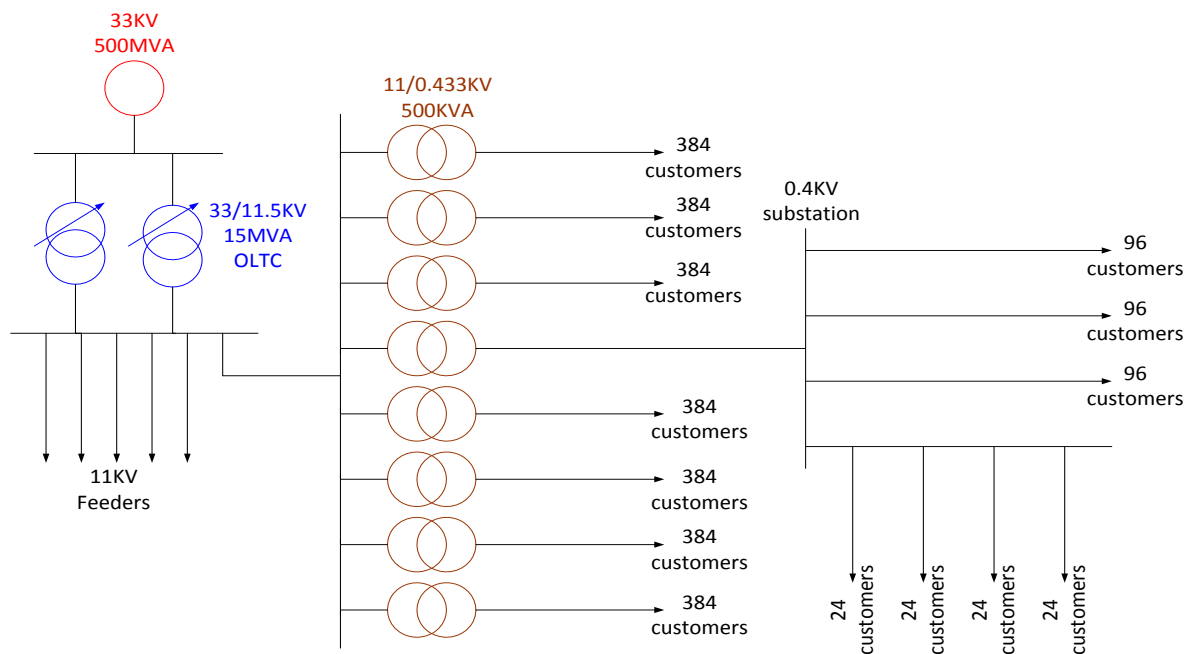 33KV
500MVA
33/11.5KV
15MVA
OLTC
11KV
Feeders
11/0.433KV
500KVA
384
customers
384
customers
384
customers
384
customers
384
customers
384
customers
384
customers
0.4KV
substation
96
customers
96
customers
96
customers
24
customers
24
customers
24
customers
24
customers